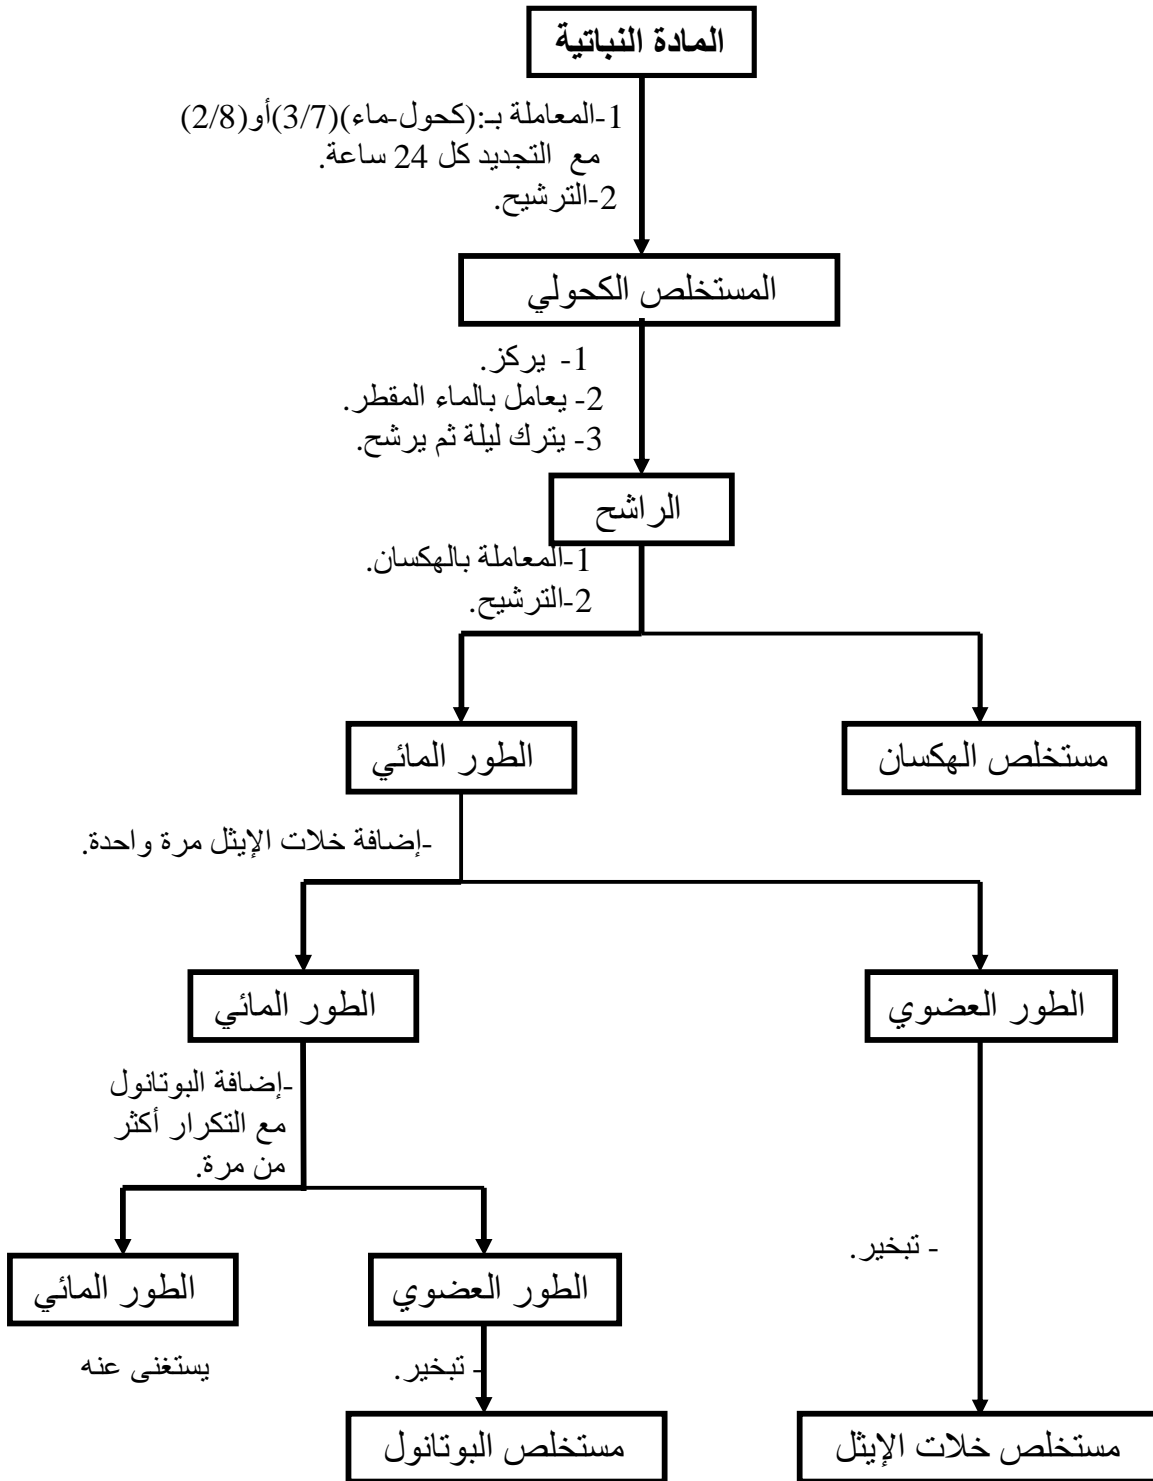 المادة النباتية
1-المعاملة بـ:(كحول-ماء)(3/7)أو(2/8)
مع التجديد كل 24 ساعة.
2-الترشيح.
المستخلص الكحولي
1- يركز.
2- يعامل بالماء المقطر.
3- يترك ليلة ثم يرشح.
الراشح
1-المعاملة بالهكسان.
2-الترشيح.
مستخلص الهكسان
الطور المائي
-إضافة خلات الإيثل مرة واحدة.
الطور العضوي
الطور المائي
-إضافة البوتانول
مع التكرار أكثر
من مرة.
- تبخير.
الطور العضوي
الطور المائي
- تبخير.
يستغنى عنه
مستخلص خلات الإيثل
مستخلص البوتانول